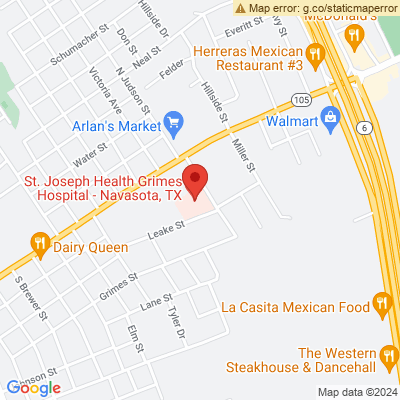 Map error: g.co/staticmaperror
McDonald's
Hillside Dr
Everitt St
Don St
Schumacher St
Neal St
Herreras Mexican
Restaurant #3
Felder
Victoria Ave
N Judson St
Hillside St
105
Arlan's Market
Walmart
6
Water St
Miller St
St. Joseph Health Grimes
Hospital - Navasota, TX
Leake St
Dairy Queen
S Brewer St
Grimes St
Lane St
La Casita Mexican Food
Elm St
Tyler Dr
The Western
Steakhouse & Dancehall
Google
Map data ©2024